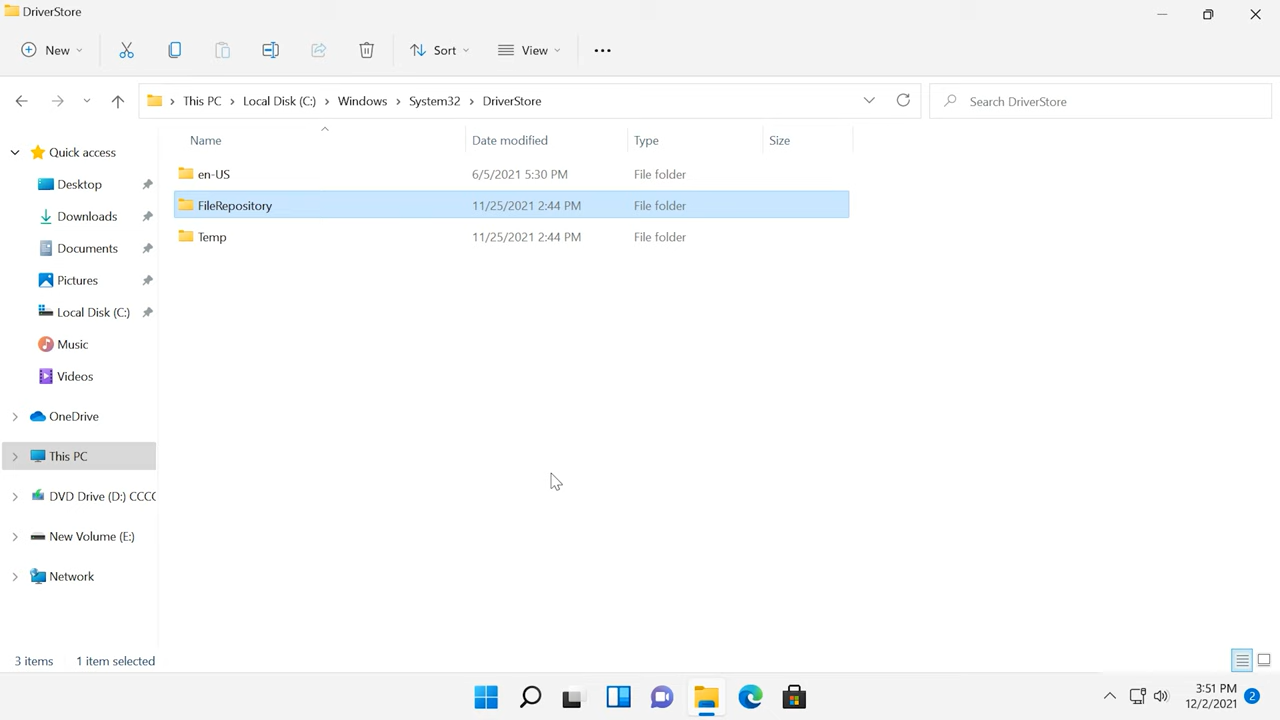 DriverStore
New
Sort
View
This PC
Local Disk (C:)
Windows
System32
DriverStore
Search DriverStore
Name
Date modified
Type
Size
Quick access
Desktop
Downloads
Documents
Pictures
Local Disk (C:)
Music
Videos
OneDrive
This PC
DVD Drive (D:) CCC
New Volume (E:)
Network
en-US
6/5/2021 5:30 PM
File folder
FileRepository
11/25/2021 2:44 PM
File folder
Temp
11/25/2021 2:44 PM
File folder
3 items
1 item selected
3:51 PM
12/2/2021
2